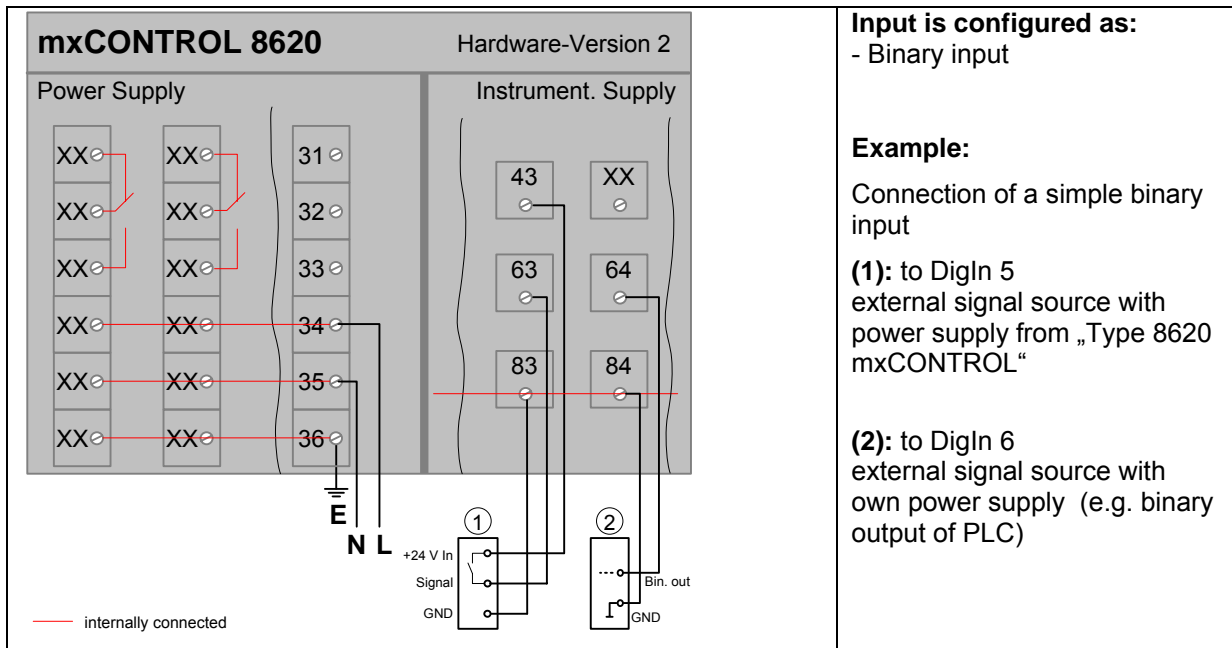 mxCONTROL 8620
Hardware-Version 2
Power Supply
Instrument. Supply
XX XX 31
XX XX 32
XX XX 33
XX XX 34
XX XX 35
XX XX 36
43 XX
63 64
83 84
E
N L
1
+24 V In
Signal
GND
2
Bin. out
GND
internally connected
Input is configured as:
- Binary input
Example:
Connection of a simple binary
input
(1): to DigIn 5
external signal source with
power supply from „Type 8620
mxCONTROL“
(2): to DigIn 6
external signal source with
own power supply (e.g. binary
output of PLC)